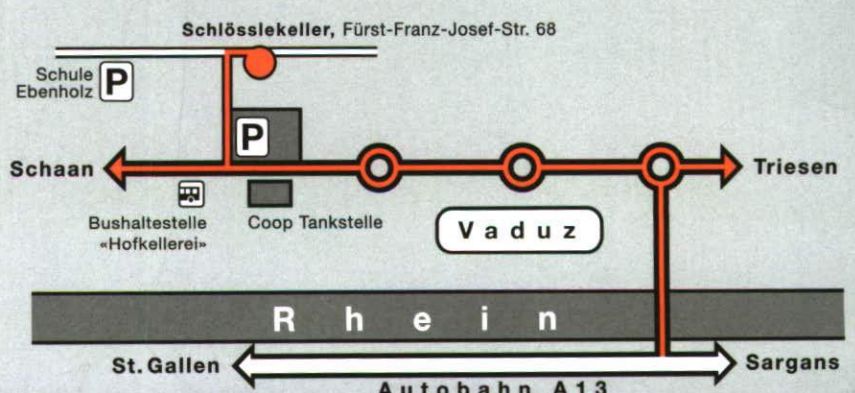 Schlösslekeller, Fürst-Franz-Josef-Str. 68
Schule
Ebenholz
P
P
Schaan
Triesen
Bushaltestelle
«Hofkellerei»
Coop Tankstelle
Vaduz
Rhein
St. Gallen
Sargans
Autobahn A13